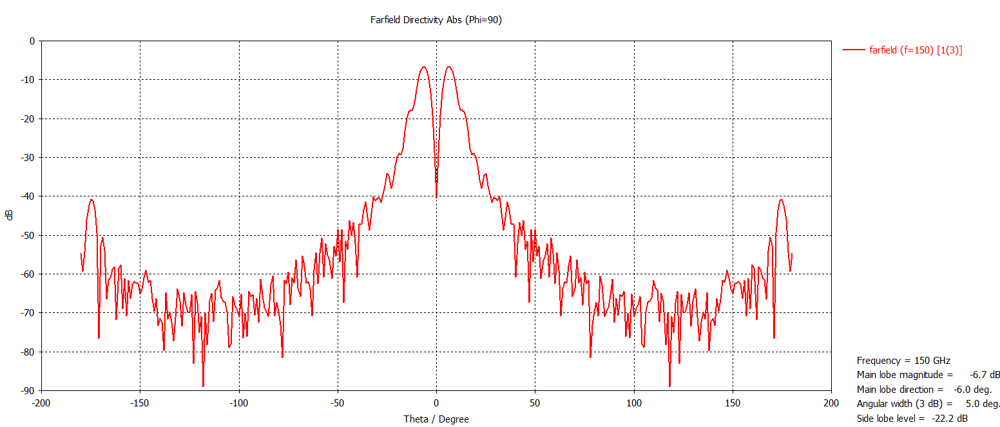 Farfield Directivity Abs (Phi=90)
farfield (f=150) [1(3)]
0
-10
-20
-30
-40
-50
-60
-70
-80
-90
dB
-200
-150
-100
-50
0
50
100
150
200
Theta / Degree
Frequency = 150 GHz
Main lobe magnitude = -6.7 dB
Main lobe direction = -6.0 deg.
Angular width (3 dB) = 5.0 deg.
Side lobe level = -22.2 dB